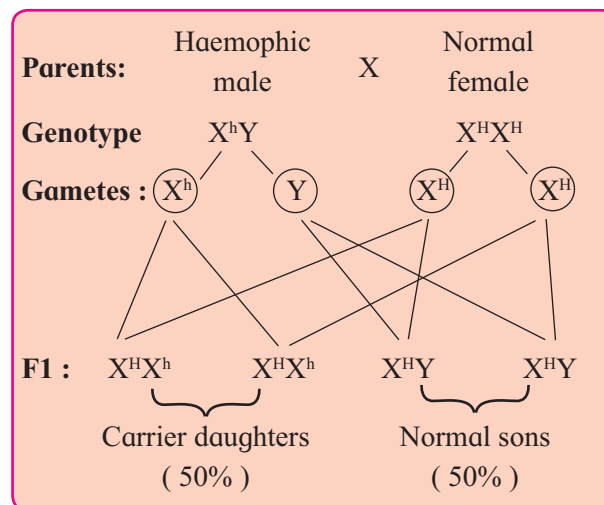 Haemophic Normal
Parents: X
male female
Genotype XʰY XᴴXᴴ
Gametes : Xʰ Y Xᴴ Xᴴ
F1 : XᴴXʰ XᴴXʰ XᴴY XᴴY
Carrier daughters Normal sons
( 50% ) ( 50% )